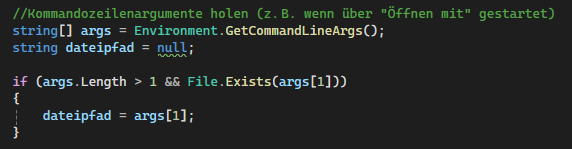 //Kommandozeilenargumente holen (z. B. wenn über "Öffnen mit" gestartet)
string[] args = Environment.GetCommandLineArgs();
string dateipfad = null;
if (args.Length > 1 && File.Exists(args[1]))
{
dateipfad = args[1];
}